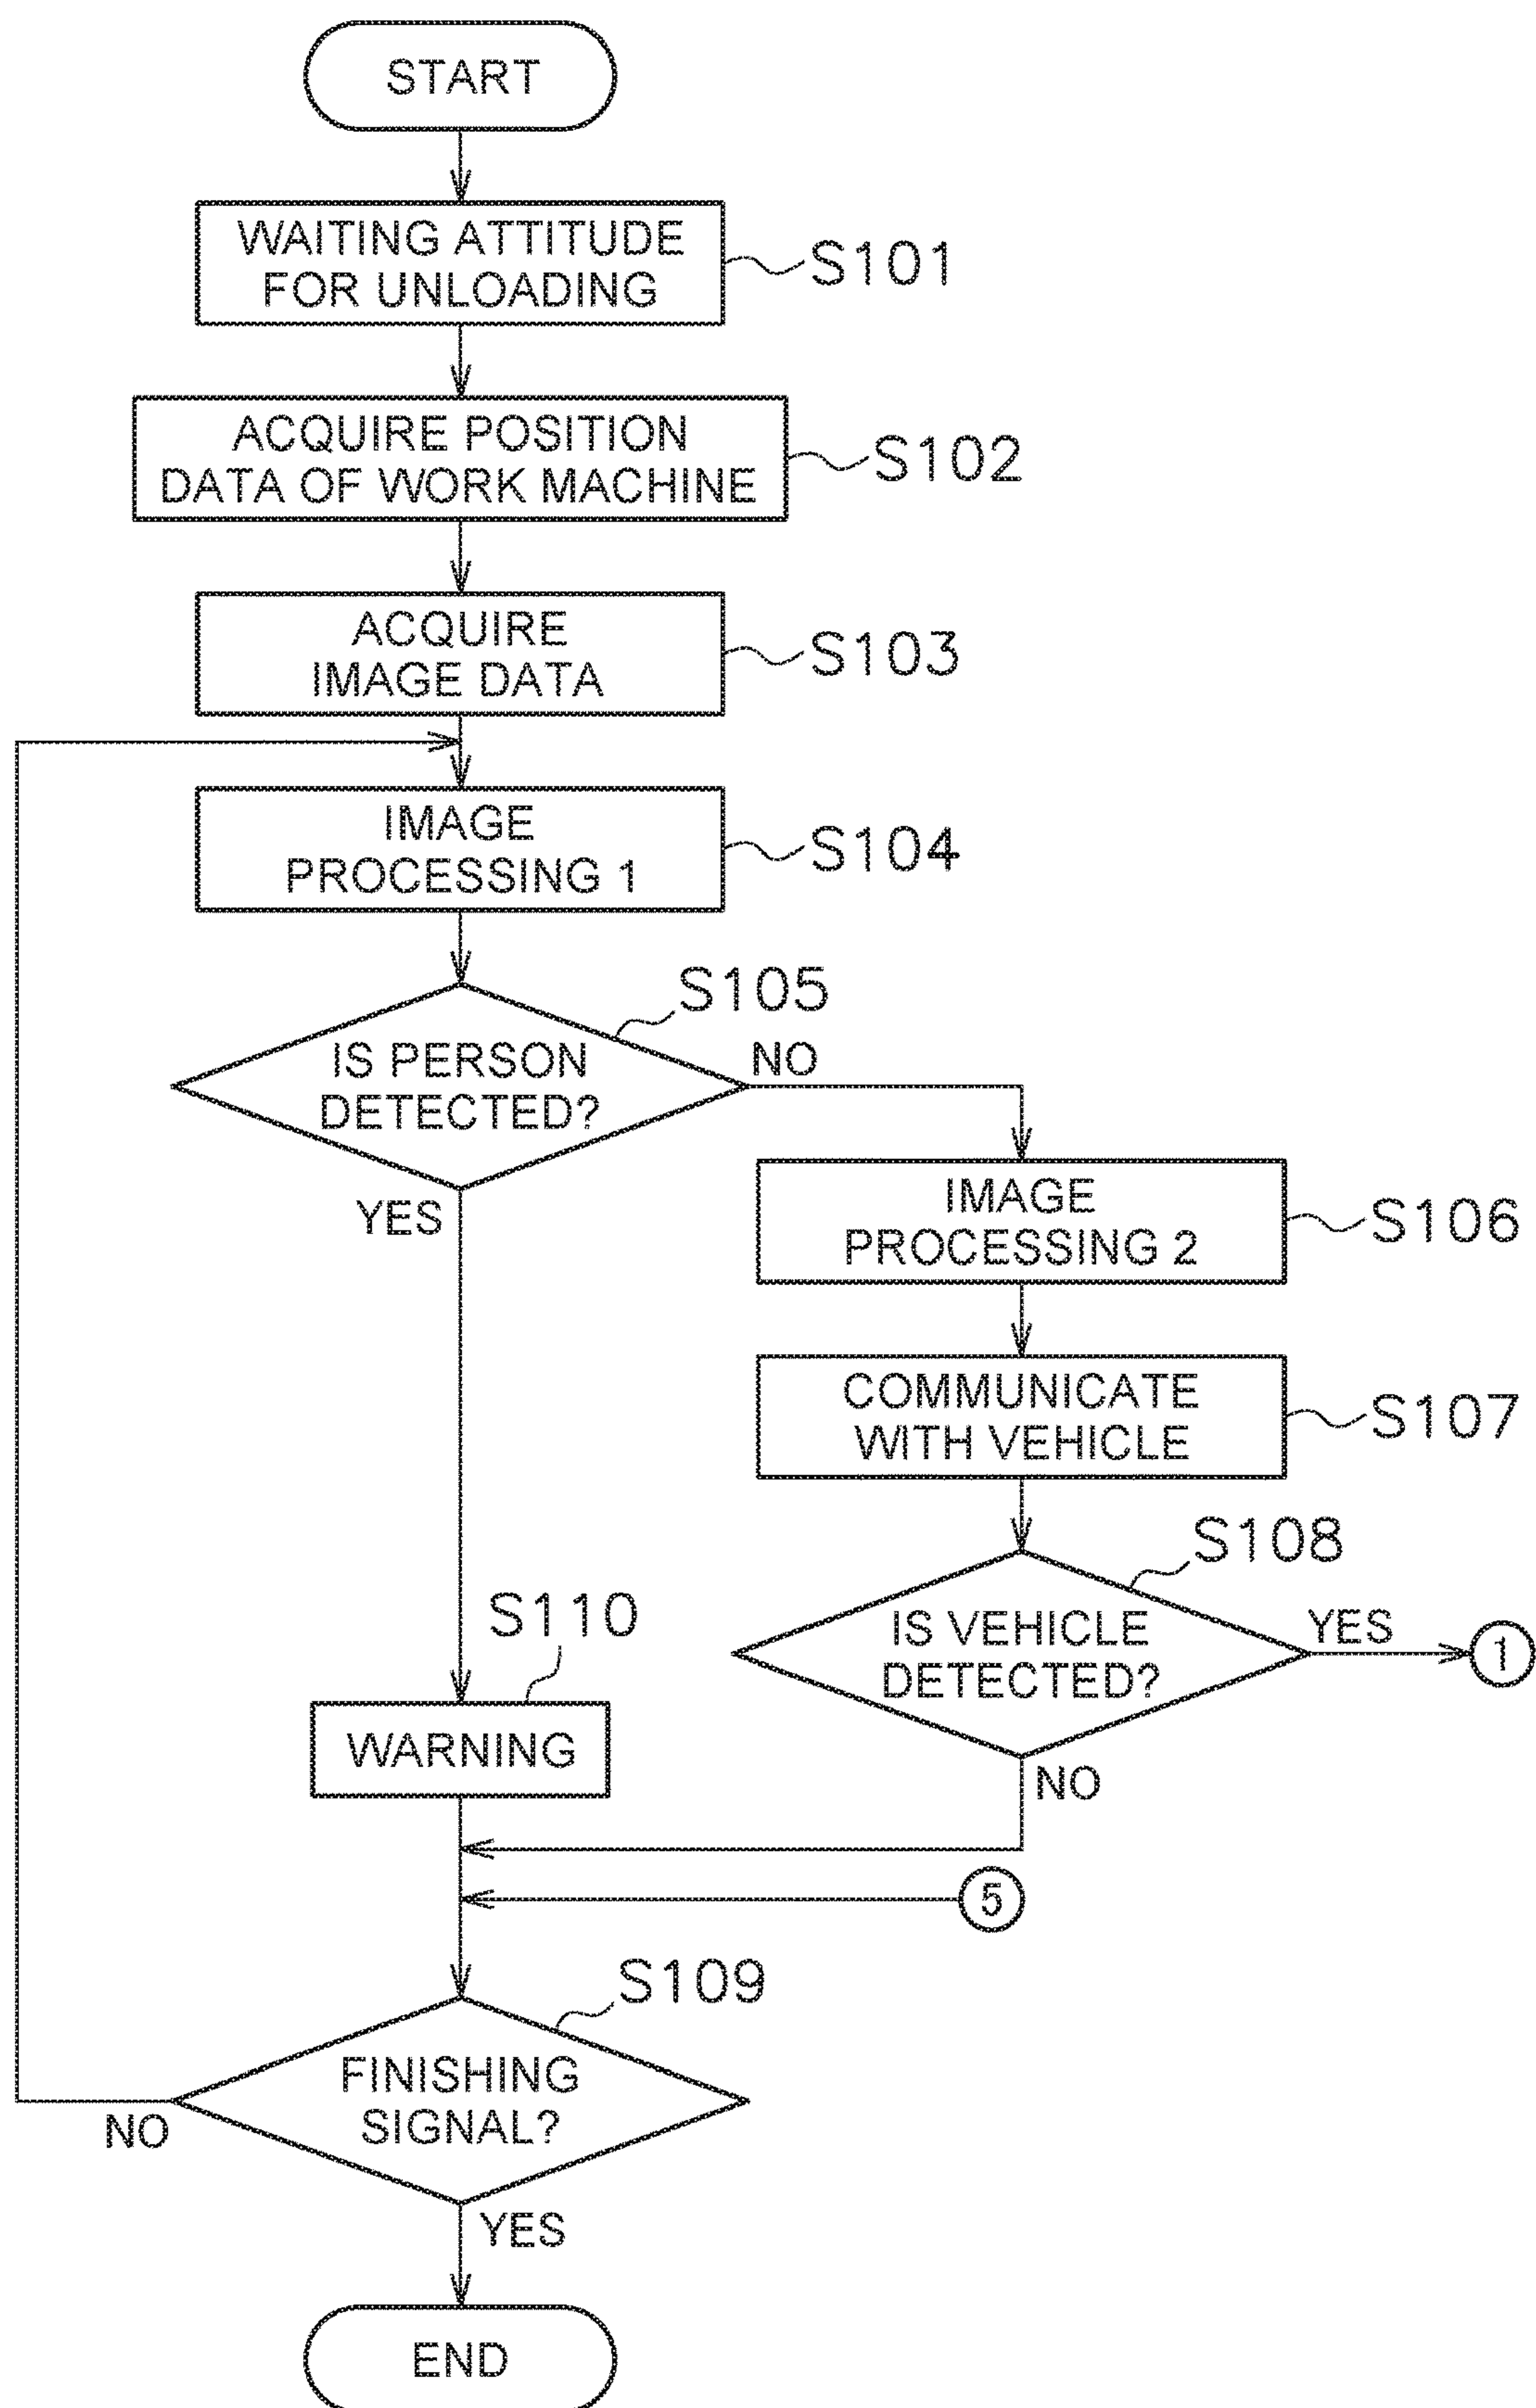 START
WAITING ATTITUDE
FOR UNLOADING
S101
ACQUIRE POSITION
DATA OF WORK MACHINE
S102
ACQUIRE
IMAGE DATA
S103
IMAGE
PROCESSING 1
S104
S105
IS PERSON
DETECTED?
NO
YES
IMAGE
PROCESSING 2
S106
COMMUNICATE
WITH VEHICLE
S107
S108
IS VEHICLE
DETECTED?
YES
1
NO
S110
WARNING
5
S109
FINISHING
SIGNAL?
NO
YES
END